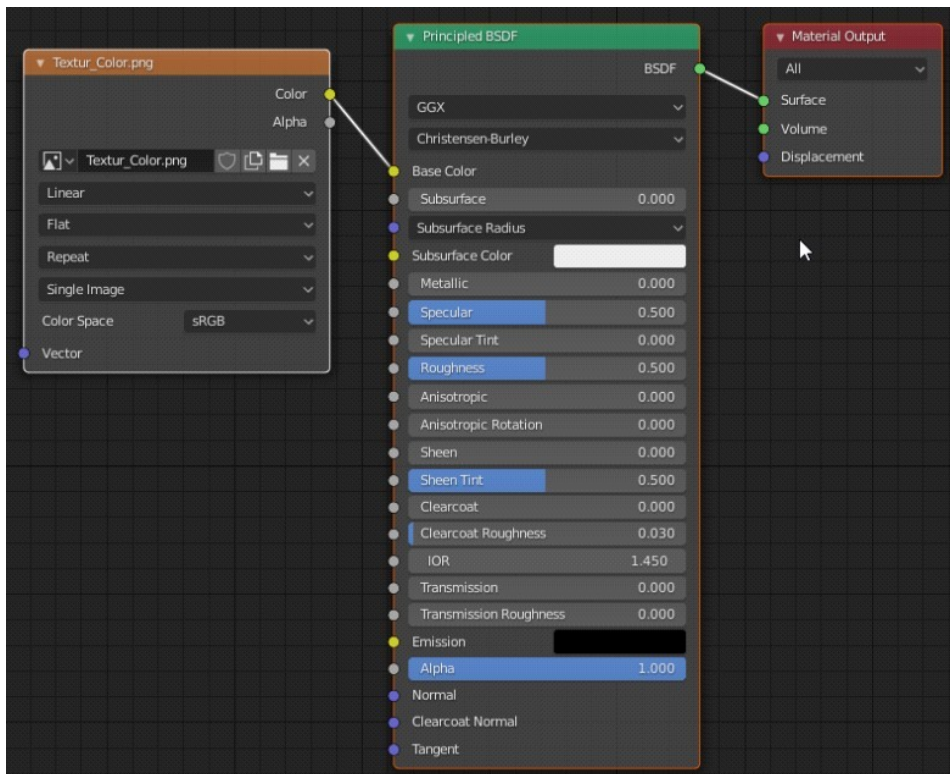 Textur_Color.png
Color
Alpha
Textur_Color.png
Linear
Flat
Repeat
Single Image
Color Space sRGB
Vector
Principled BSDF
BSDF
GGX
Christensen-Burley
Base Color
Subsurface 0.000
Subsurface Radius
Subsurface Color
Metallic 0.000
Specular 0.500
Specular Tint 0.000
Roughness 0.500
Anisotropic 0.000
Anisotropic Rotation 0.000
Sheen 0.000
Sheen Tint 0.500
Clearcoat 0.000
Clearcoat Roughness 0.030
IOR 1.450
Transmission 0.000
Transmission Roughness 0.000
Emission
Alpha 1.000
Normal
Clearcoat Normal
Tangent
Material Output
All
Surface
Volume
Displacement